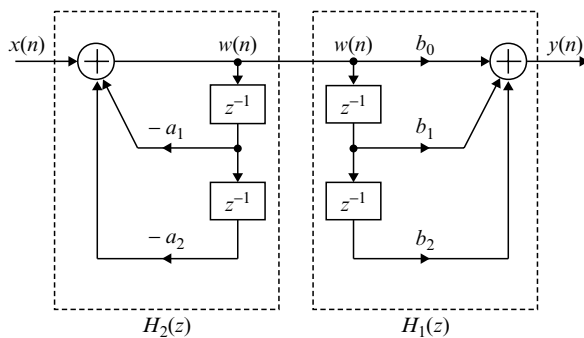 x(n) w(n) w(n) b₀ y(n)
z⁻¹ z⁻¹
− a₁ b₁
z⁻¹ z⁻¹
− a₂ b₂
H₂(z) H₁(z)